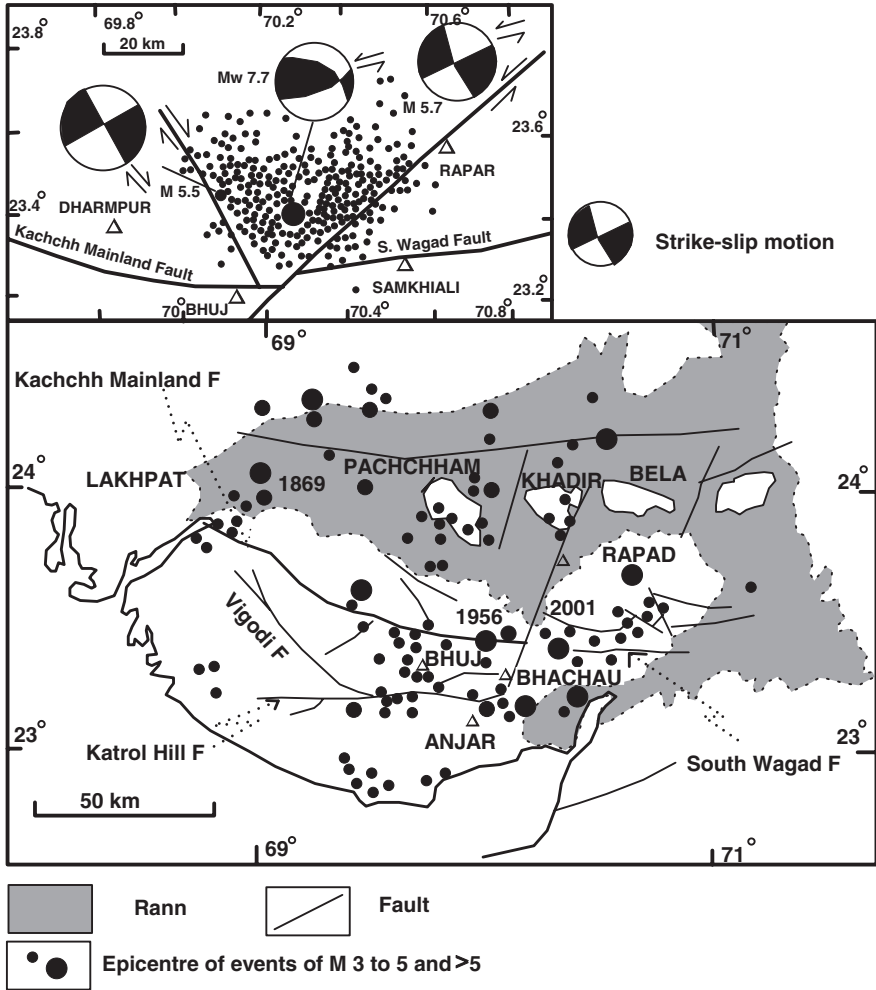 23.8°
69.8°
70.2°
70.6°
20 km
Mw 7.7
M 5.7
23.6°
RAPAR
M 5.5
DHARMPUR
23.4°
Kachchh Mainland Fault
S. Wagad Fault
Strike-slip motion
SAMKHIALI
23.2°
70°
BHUJ
70.4°
70.8°
69°
71°
Kachchh Mainland F
24°
LAKHPAT
1869
PACHCHHAM
KHADIR
BELA
24°
RAPAD
Vigodi F
1956
2001
BHUJ
BHACHAU
23°
Katrol Hill F
ANJAR
23°
South Wagad F
50 km
69°
71°
Rann
Fault
Epicentre of events of M 3 to 5 and >5